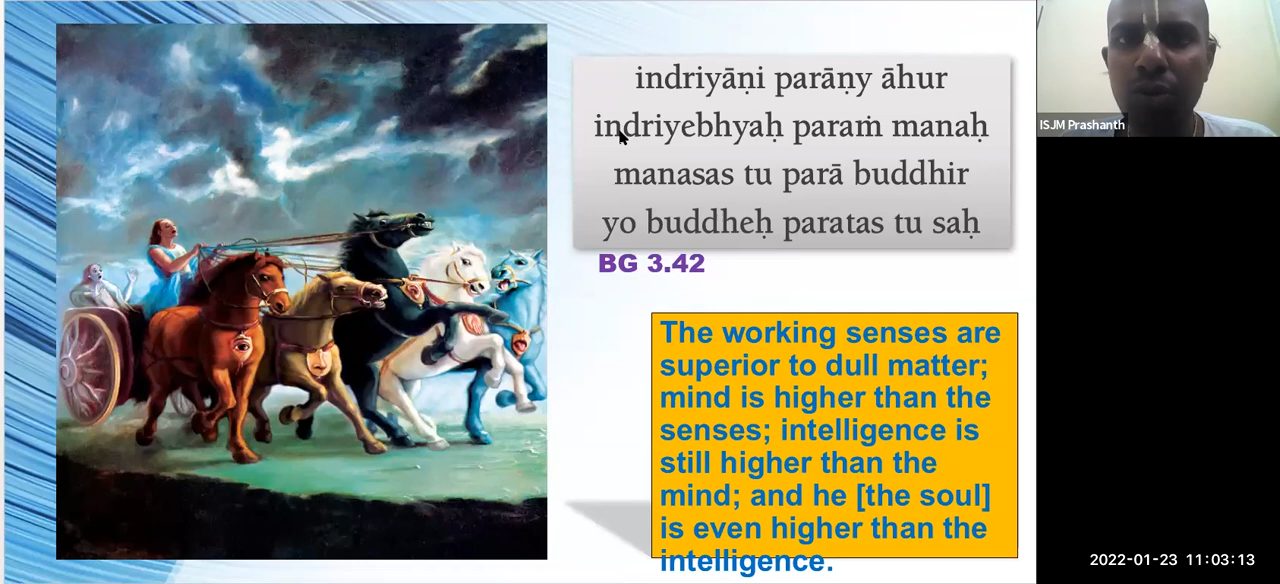 indriyāṇi parāṇy āhur
indriyebhyaḥ paraṁ manaḥ
manasas tu parā buddhir
yo buddheḥ paratas tu saḥ
BG 3.42
The working senses are
superior to dull matter;
mind is higher than the
senses; intelligence is
still higher than the
mind; and he [the soul]
is even higher than the
intelligence.
ISJM Prashanth
2022-01-23 11:03:13